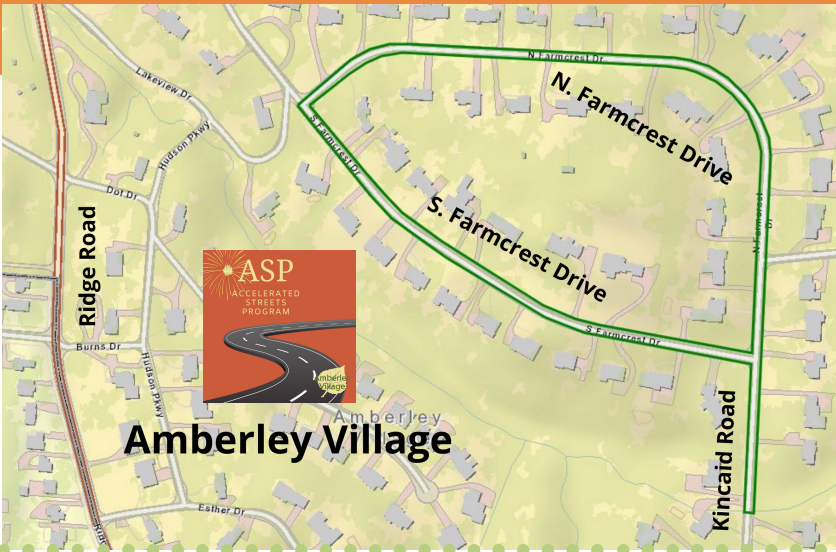 N Farmcrest Dr
Lakeview Dr
N. Farmcrest Drive
S Farmcrest Dr
Hudson Pkwy
Dot Dr
S. Farmcrest Drive
N Farmcrest
Dr
Ridge Road
ASP
ACCELERATED
STREETS
PROGRAM
S Farmcrest Dr
Burns Dr
Hudson Pkwy
Amberley
Village
Amberley
Amberley Village
Kincaid Road
Esther Dr